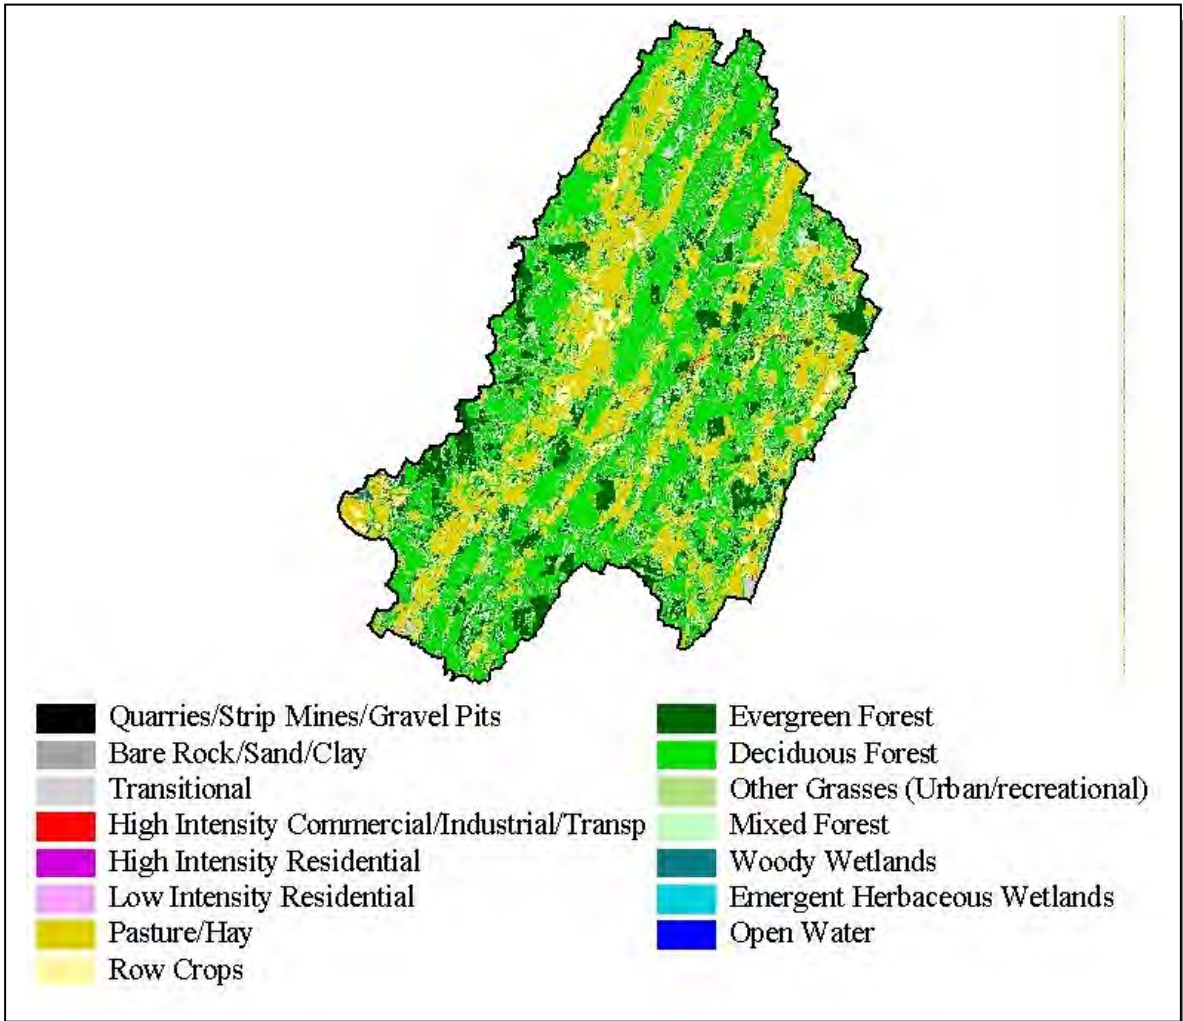 Quarries/Strip Mines/Gravel Pits
Bare Rock/Sand/Clay
Transitional
High Intensity Commercial/Industrial/Transp
High Intensity Residential
Low Intensity Residential
Pasture/Hay
Row Crops
Evergreen Forest
Deciduous Forest
Other Grasses (Urban/recreational)
Mixed Forest
Woody Wetlands
Emergent Herbaceous Wetlands
Open Water